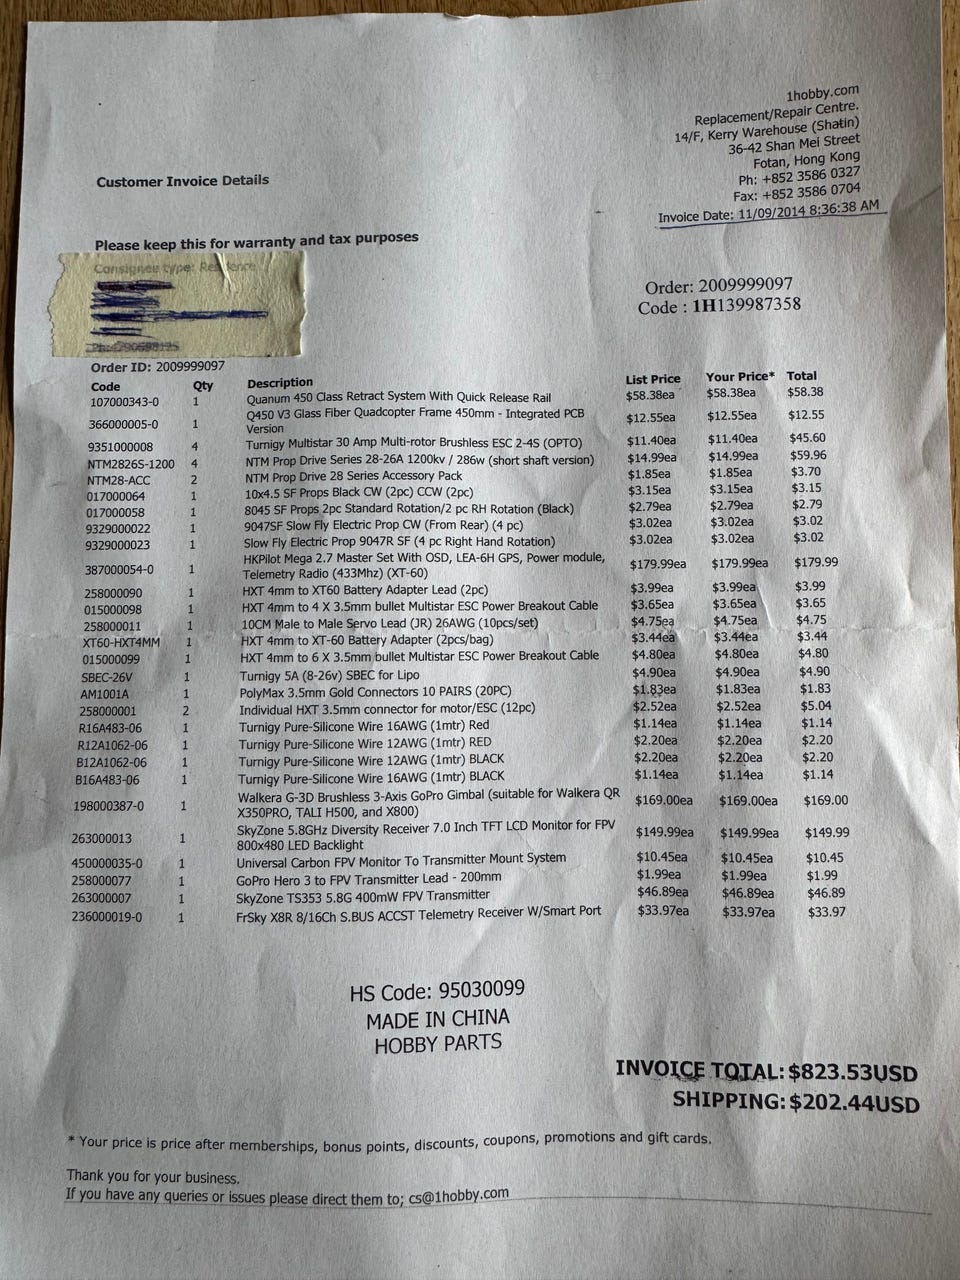 1hobby.com
Replacement/Repair Centre.
14/F, Kerry Warehouse (Shatin)
36-42 Shan Mei Street
Fotan, Hong Kong
Ph: +852 3586 0327
Fax: +852 3586 0704
Invoice Date: 11/09/2014 8:36:38 AM
Customer Invoice Details
Please keep this for warranty and tax purposes
Consignee type: Residence
Order: 2009999097
Code : 1H139987358
Order ID: 2009999097
Code Qty Description List Price Your Price* Total
107000343-0 1 Quanum 450 Class Retract System With Quick Release Rail $58.38ea $58.38ea $58.38
366000005-0 1 Q450 V3 Glass Fiber Quadcopter Frame 450mm - Integrated PCB $12.55ea $12.55ea $12.55
Version
9351000008 4 Turnigy Multistar 30 Amp Multi-rotor Brushless ESC 2-4S (OPTO) $11.40ea $11.40ea $45.60
NTM2826S-1200 4 NTM Prop Drive Series 28-26A 1200kv / 286w (short shaft version) $14.99ea $14.99ea $59.96
NTM28-ACC 2 NTM Prop Drive 28 Series Accessory Pack $1.85ea $1.85ea $3.70
017000064 1 10x4.5 SF Props Black CW (2pc) CCW (2pc) $3.15ea $3.15ea $3.15
017000058 1 8045 SF Props 2pc Standard Rotation/2 pc RH Rotation (Black) $2.79ea $2.79ea $2.79
9329000022 1 9047SF Slow Fly Electric Prop CW (From Rear) (4 pc) $3.02ea $3.02ea $3.02
9329000023 1 Slow Fly Electric Prop 9047R SF (4 pc Right Hand Rotation) $3.02ea $3.02ea $3.02
387000054-0 1 HKPilot Mega 2.7 Master Set With OSD, LEA-6H GPS, Power module, $179.99ea $179.99ea $179.99
Telemetry Radio (433Mhz) (XT-60)
258000090 1 HXT 4mm to XT60 Battery Adapter Lead (2pc) $3.99ea $3.99ea $3.99
015000098 1 HXT 4mm to 4 X 3.5mm bullet Multistar ESC Power Breakout Cable $3.65ea $3.65ea $3.65
258000011 1 10CM Male to Male Servo Lead (JR) 26AWG (10pcs/set) $4.75ea $4.75ea $4.75
XT60-HXT4MM 1 HXT 4mm to XT-60 Battery Adapter (2pcs/bag) $3.44ea $3.44ea $3.44
015000099 1 HXT 4mm to 6 X 3.5mm bullet Multistar ESC Power Breakout Cable $4.80ea $4.80ea $4.80
SBEC-26V 1 Turnigy 5A (8-26v) SBEC for Lipo $4.90ea $4.90ea $4.90
AM1001A 1 PolyMax 3.5mm Gold Connectors 10 PAIRS (20PC) $1.83ea $1.83ea $1.83
258000001 2 Individual HXT 3.5mm connector for motor/ESC (12pc) $2.52ea $2.52ea $5.04
R16A483-06 1 Turnigy Pure-Silicone Wire 16AWG (1mtr) Red $1.14ea $1.14ea $1.14
R12A1062-06 1 Turnigy Pure-Silicone Wire 12AWG (1mtr) RED $2.20ea $2.20ea $2.20
B12A1062-06 1 Turnigy Pure-Silicone Wire 12AWG (1mtr) BLACK $2.20ea $2.20ea $2.20
B16A483-06 1 Turnigy Pure-Silicone Wire 16AWG (1mtr) BLACK $1.14ea $1.14ea $1.14
198000387-0 1 Walkera G-3D Brushless 3-Axis GoPro Gimbal (suitable for Walkera QR $169.00ea $169.00ea $169.00
X350PRO, TALI H500, and X800)
263000013 1 SkyZone 5.8GHz Diversity Receiver 7.0 Inch TFT LCD Monitor for FPV $149.99ea $149.99ea $149.99
800x480 LED Backlight
450000035-0 1 Universal Carbon FPV Monitor To Transmitter Mount System $10.45ea $10.45ea $10.45
258000077 1 GoPro Hero 3 to FPV Transmitter Lead - 200mm $1.99ea $1.99ea $1.99
263000007 1 SkyZone TS353 5.8G 400mW FPV Transmitter $46.89ea $46.89ea $46.89
236000019-0 1 FrSky X8R 8/16Ch S.BUS ACCST Telemetry Receiver W/Smart Port $33.97ea $33.97ea $33.97
HS Code: 95030099
MADE IN CHINA
HOBBY PARTS
INVOICE TOTAL: $823.53USD
SHIPPING: $202.44USD
* Your price is price after memberships, bonus points, discounts, coupons, promotions and gift cards.
Thank you for your business.
If you have any queries or issues please direct them to; cs@1hobby.com